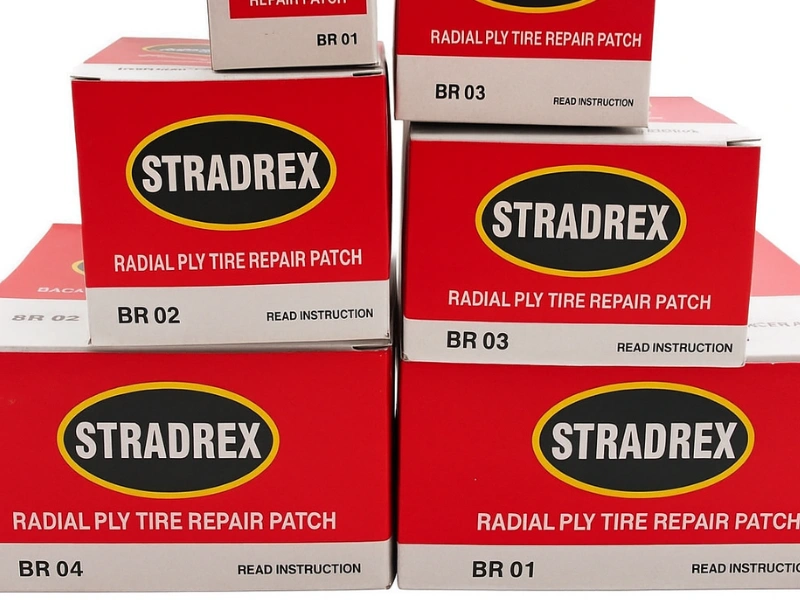 REPAIR PATCH
BR 01
RADIAL PLY TIRE REPAIR PATCH
BR 03
READ INSTRUCTION
STRADREX
RADIAL PLY TIRE REPAIR PATCH
BR 02
READ INSTRUCTION
STRADREX
RADIAL PLY TIRE REPAIR PATCH
BR 03
READ INSTRUCTION
BR 02
STRADREX
RADIAL PLY TIRE REPAIR PATCH
BR 04
READ INSTRUCTION
STRADREX
RADIAL PLY TIRE REPAIR PATCH
BR 01
READ INSTRUCTIO